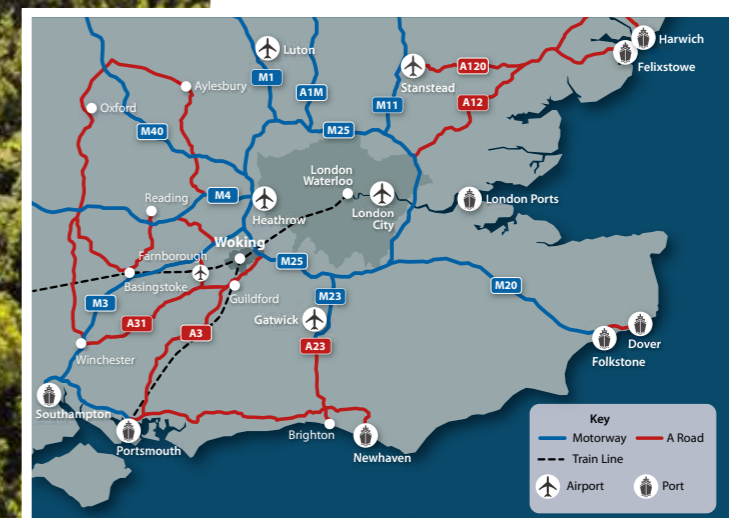 Luton
Harwich
Felixstowe
Stanstead
A120
M1
A1M
Aylesbury
A12
M11
Oxford
M40
M25
London
Waterloo
M4
Reading
Heathrow
London
City
London Ports
Woking
Farnborough
M25
Basingstoke
Guildford
M20
M3
M23
A31
A3
Gatwick
A23
Dover
Folkstone
Winchester
Southampton
Portsmouth
Brighton
Newhaven
Key
Motorway
A Road
Train Line
Airport
Port